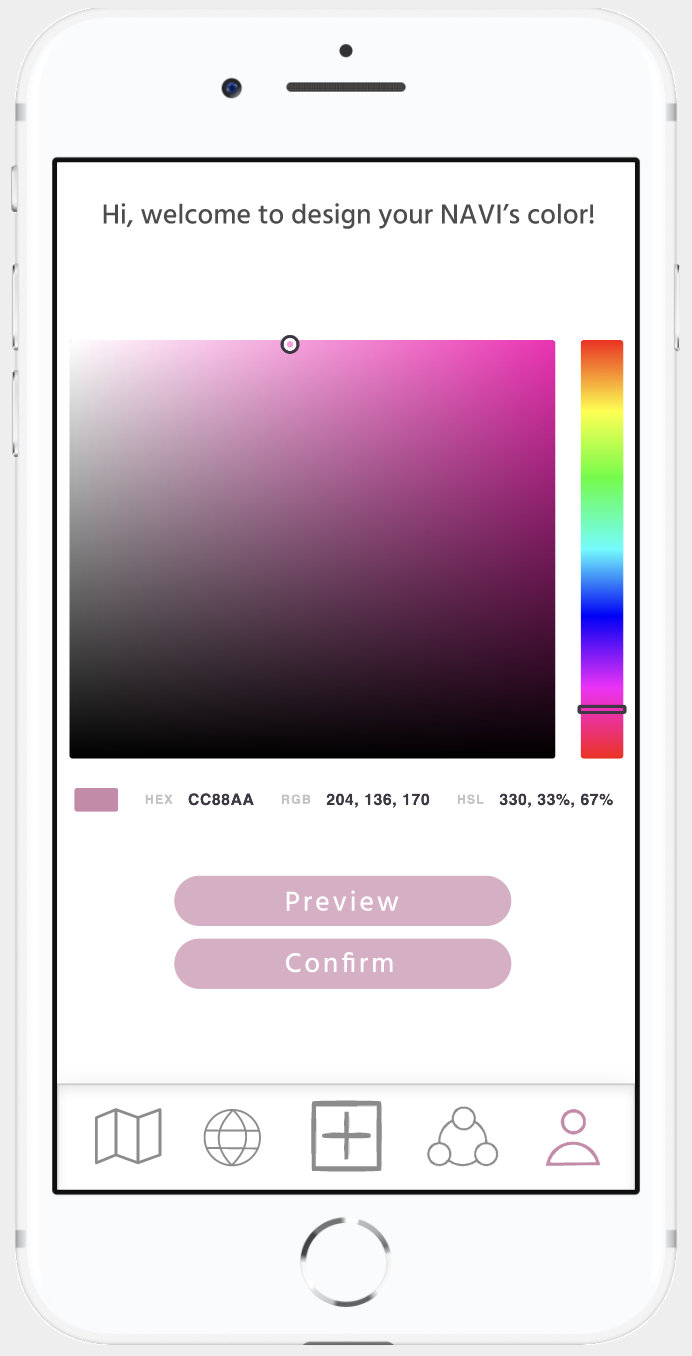 Hi, welcome to design your NAVI’s color!
HEX CC88AA RGB 204, 136, 170 HSL 330, 33%, 67%
Preview
Confirm